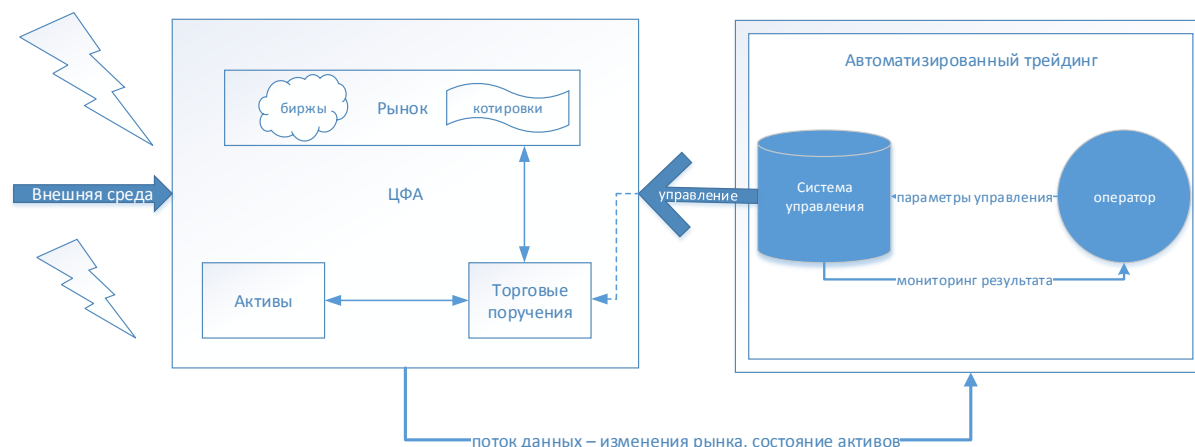 Автоматизированный трейдинг
биржы
Рынок
котировки
Внешняя среда
ЦФА
управление
Система
управления
параметры управления
оператор
мониторинг результата
Активы
Торговые
поручения
поток данных – изменения рынка, состояние активов